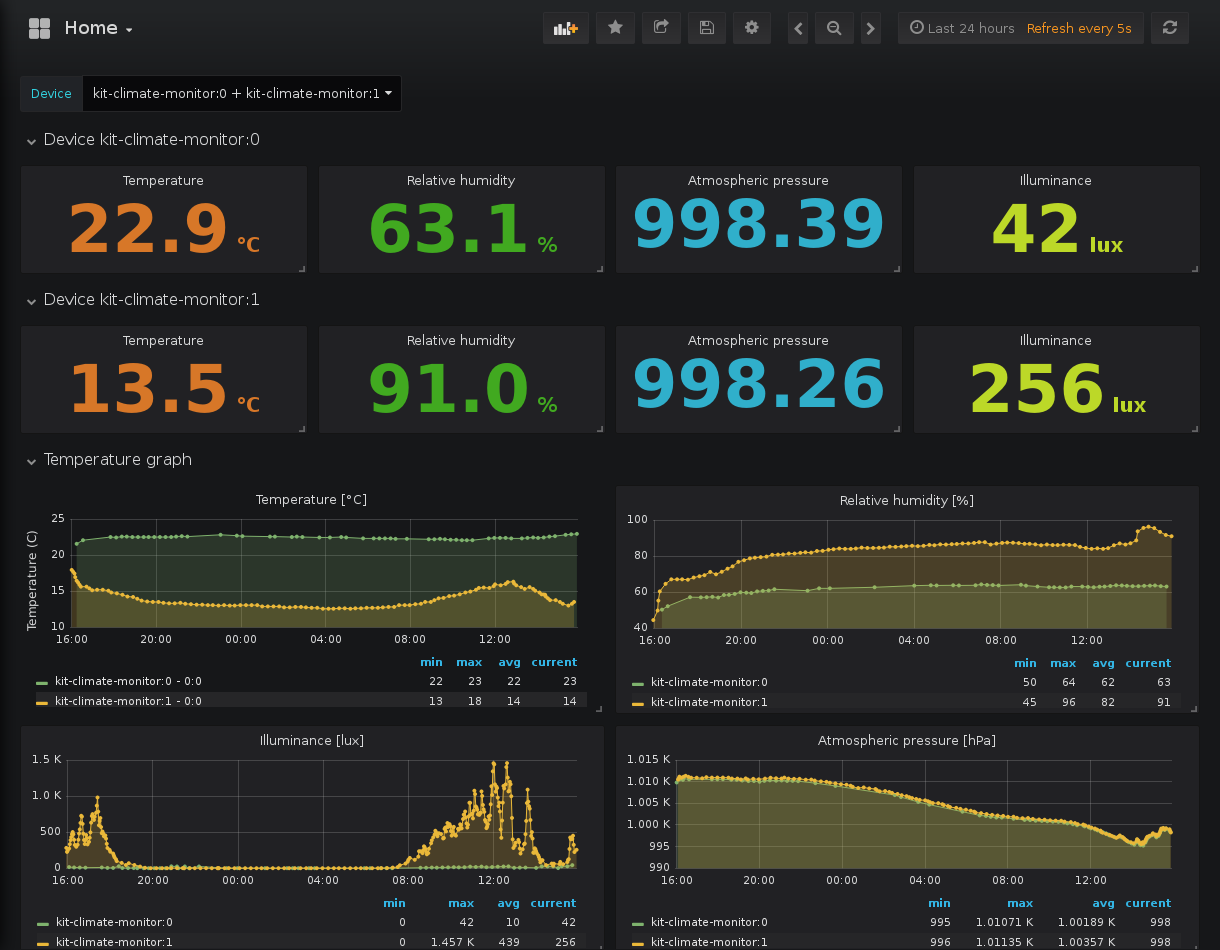 Home
Last 24 hours Refresh every 5s
Device kit-climate-monitor:0 + kit-climate-monitor:1
Device kit-climate-monitor:0
Temperature Relative humidity Atmospheric pressure Illuminance
22.9 °C 63.1 % 998.39 42 lux
Device kit-climate-monitor:1
Temperature Relative humidity Atmospheric pressure Illuminance
13.5 °C 91.0 % 998.26 256 lux
Temperature graph
Temperature [°C]
Temperature (C)
25
20
15
10
16:00 20:00 00:00 04:00 08:00 12:00
min max avg current
kit-climate-monitor:0 - 0:0 22 23 22 23
kit-climate-monitor:1 - 0:0 13 18 14 14
Relative humidity [%]
100
80
60
40
16:00 20:00 00:00 04:00 08:00 12:00
min max avg current
kit-climate-monitor:0 50 64 62 63
kit-climate-monitor:1 45 96 82 91
Illuminance [lux]
1.5 K
1.0 K
500
0
16:00 20:00 00:00 04:00 08:00 12:00
min max avg current
kit-climate-monitor:0 0 42 10 42
kit-climate-monitor:1 0 1.457 K 439 256
Atmospheric pressure [hPa]
1.015 K
1.010 K
1.005 K
1.000 K
995
990
16:00 20:00 00:00 04:00 08:00 12:00
min max avg current
kit-climate-monitor:0 995 1.01071 K 1.00189 K 998
kit-climate-monitor:1 996 1.01135 K 1.00357 K 998